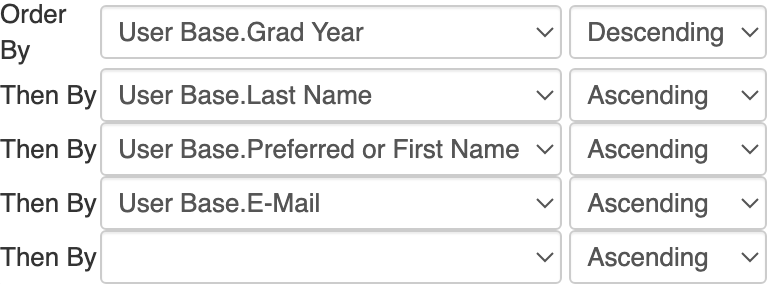 Order By User Base.Grad Year Descending
Then By User Base.Last Name Ascending
Then By User Base.Preferred or First Name Ascending
Then By User Base.E-Mail Ascending
Then By Ascending